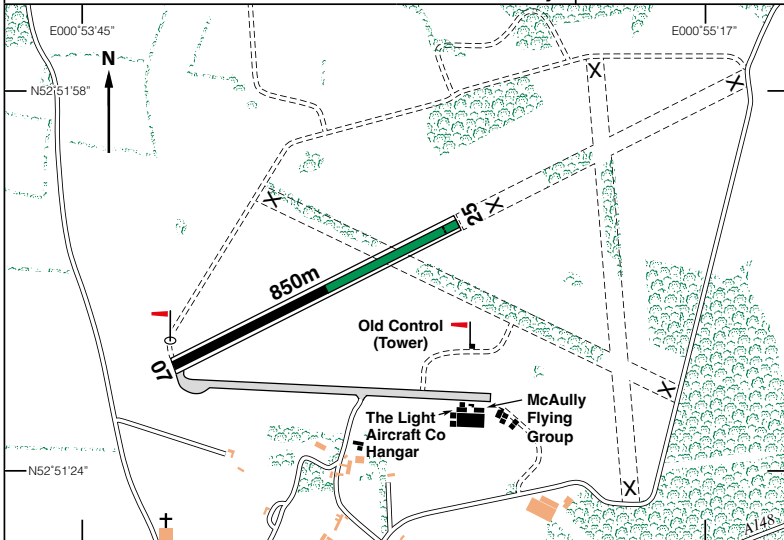 E000°53'45"
E000°55'17"
N
N52°51'58"
X
X
X
X
25
850m
Old Control
(Tower)
07
X
McAully
Flying
Group
The Light
Aircraft Co
Hangar
N52°51'24"
X
A148